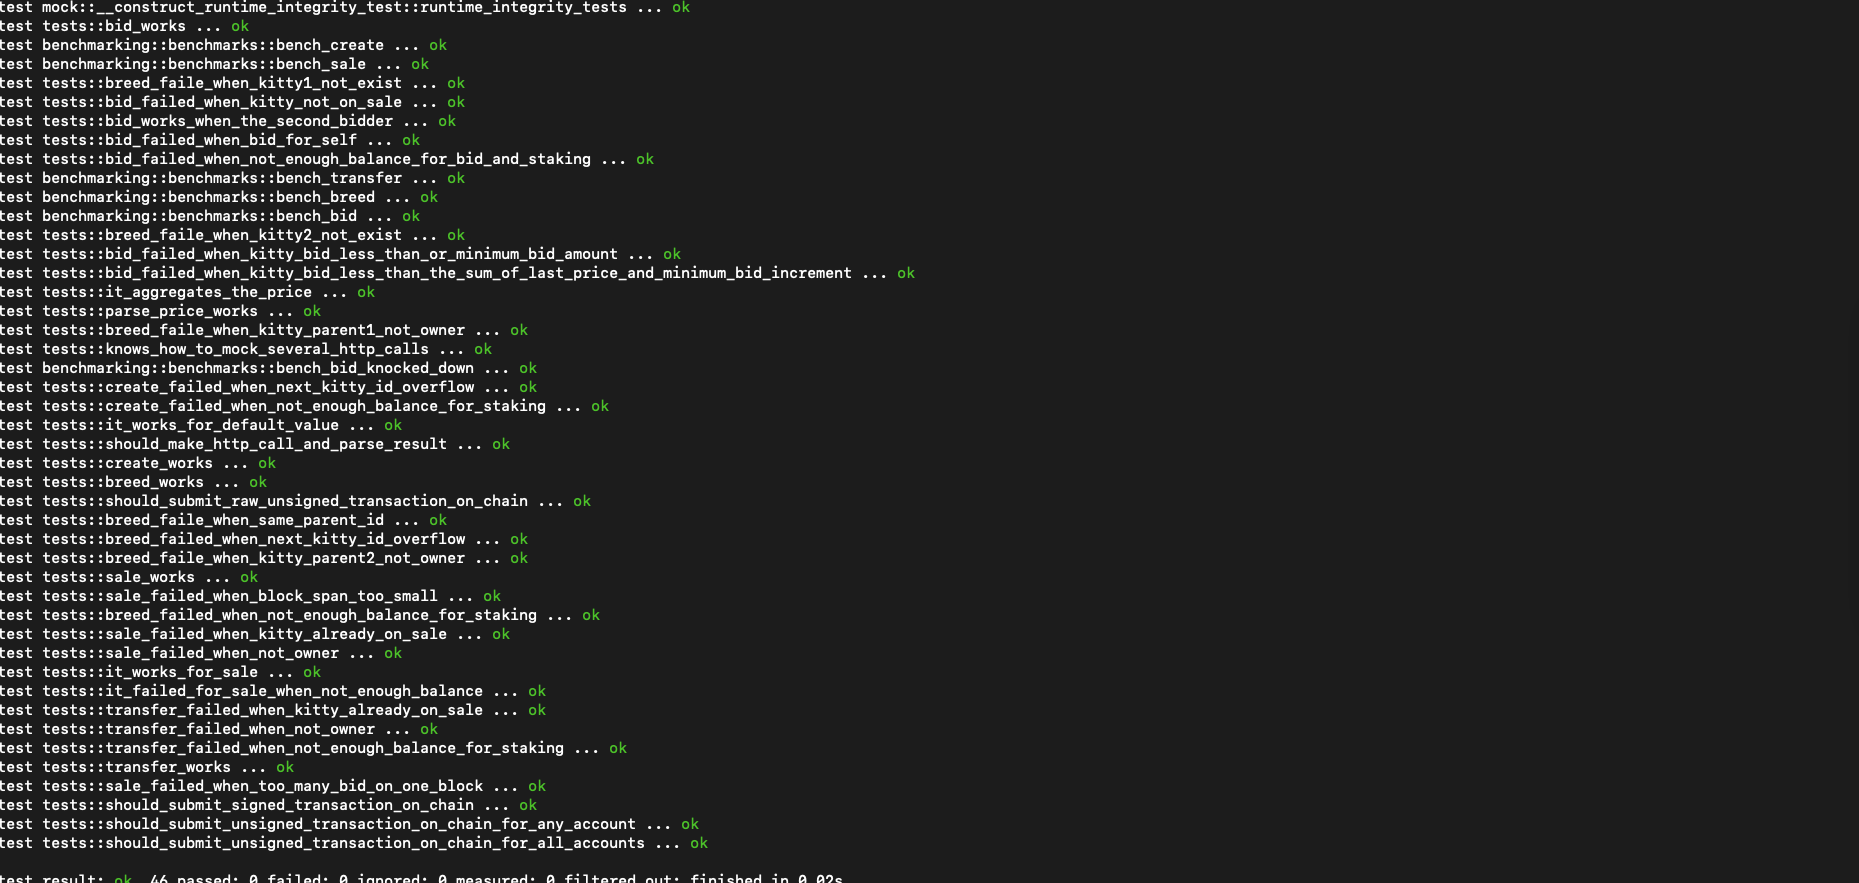 test mock::__construct_runtime_integrity_test::runtime_integrity_tests ... ok
test tests::bid_works ... ok
test benchmarking::benchmarks::bench_create ... ok
test benchmarking::benchmarks::bench_sale ... ok
test tests::breed_faile_when_kitty1_not_exist ... ok
test tests::bid_failed_when_kitty_not_on_sale ... ok
test tests::bid_works_when_the_second_bidder ... ok
test tests::bid_failed_when_bid_for_self ... ok
test tests::bid_failed_when_not_enough_balance_for_bid_and_staking ... ok
test benchmarking::benchmarks::bench_transfer ... ok
test benchmarking::benchmarks::bench_breed ... ok
test benchmarking::benchmarks::bench_bid ... ok
test tests::breed_faile_when_kitty2_not_exist ... ok
test tests::bid_failed_when_kitty_bid_less_than_or_minimum_bid_amount ... ok
test tests::bid_failed_when_kitty_bid_less_than_the_sum_of_last_price_and_minimum_bid_increment ... ok
test tests::it_aggregates_the_price ... ok
test tests::parse_price_works ... ok
test tests::breed_faile_when_kitty_parent1_not_owner ... ok
test tests::knows_how_to_mock_several_http_calls ... ok
test benchmarking::benchmarks::bench_bid_knocked_down ... ok
test tests::create_failed_when_next_kitty_id_overflow ... ok
test tests::create_failed_when_not_enough_balance_for_staking ... ok
test tests::it_works_for_default_value ... ok
test tests::should_make_http_call_and_parse_result ... ok
test tests::create_works ... ok
test tests::breed_works ... ok
test tests::should_submit_raw_unsigned_transaction_on_chain ... ok
test tests::breed_faile_when_same_parent_id ... ok
test tests::breed_failed_when_next_kitty_id_overflow ... ok
test tests::breed_faile_when_kitty_parent2_not_owner ... ok
test tests::sale_works ... ok
test tests::sale_failed_when_block_span_too_small ... ok
test tests::breed_failed_when_not_enough_balance_for_staking ... ok
test tests::sale_failed_when_kitty_already_on_sale ... ok
test tests::sale_failed_when_not_owner ... ok
test tests::it_works_for_sale ... ok
test tests::it_failed_for_sale_when_not_enough_balance ... ok
test tests::transfer_failed_when_kitty_already_on_sale ... ok
test tests::transfer_failed_when_not_owner ... ok
test tests::transfer_failed_when_not_enough_balance_for_staking ... ok
test tests::transfer_works ... ok
test tests::sale_failed_when_too_many_bid_on_one_block ... ok
test tests::should_submit_signed_transaction_on_chain ... ok
test tests::should_submit_unsigned_transaction_on_chain_for_any_account ... ok
test tests::should_submit_unsigned_transaction_on_chain_for_all_accounts ... ok
test result: ok. 46 passed; 0 failed; 0 ignored; 0 measured; 0 filtered out; finished in 0.02s